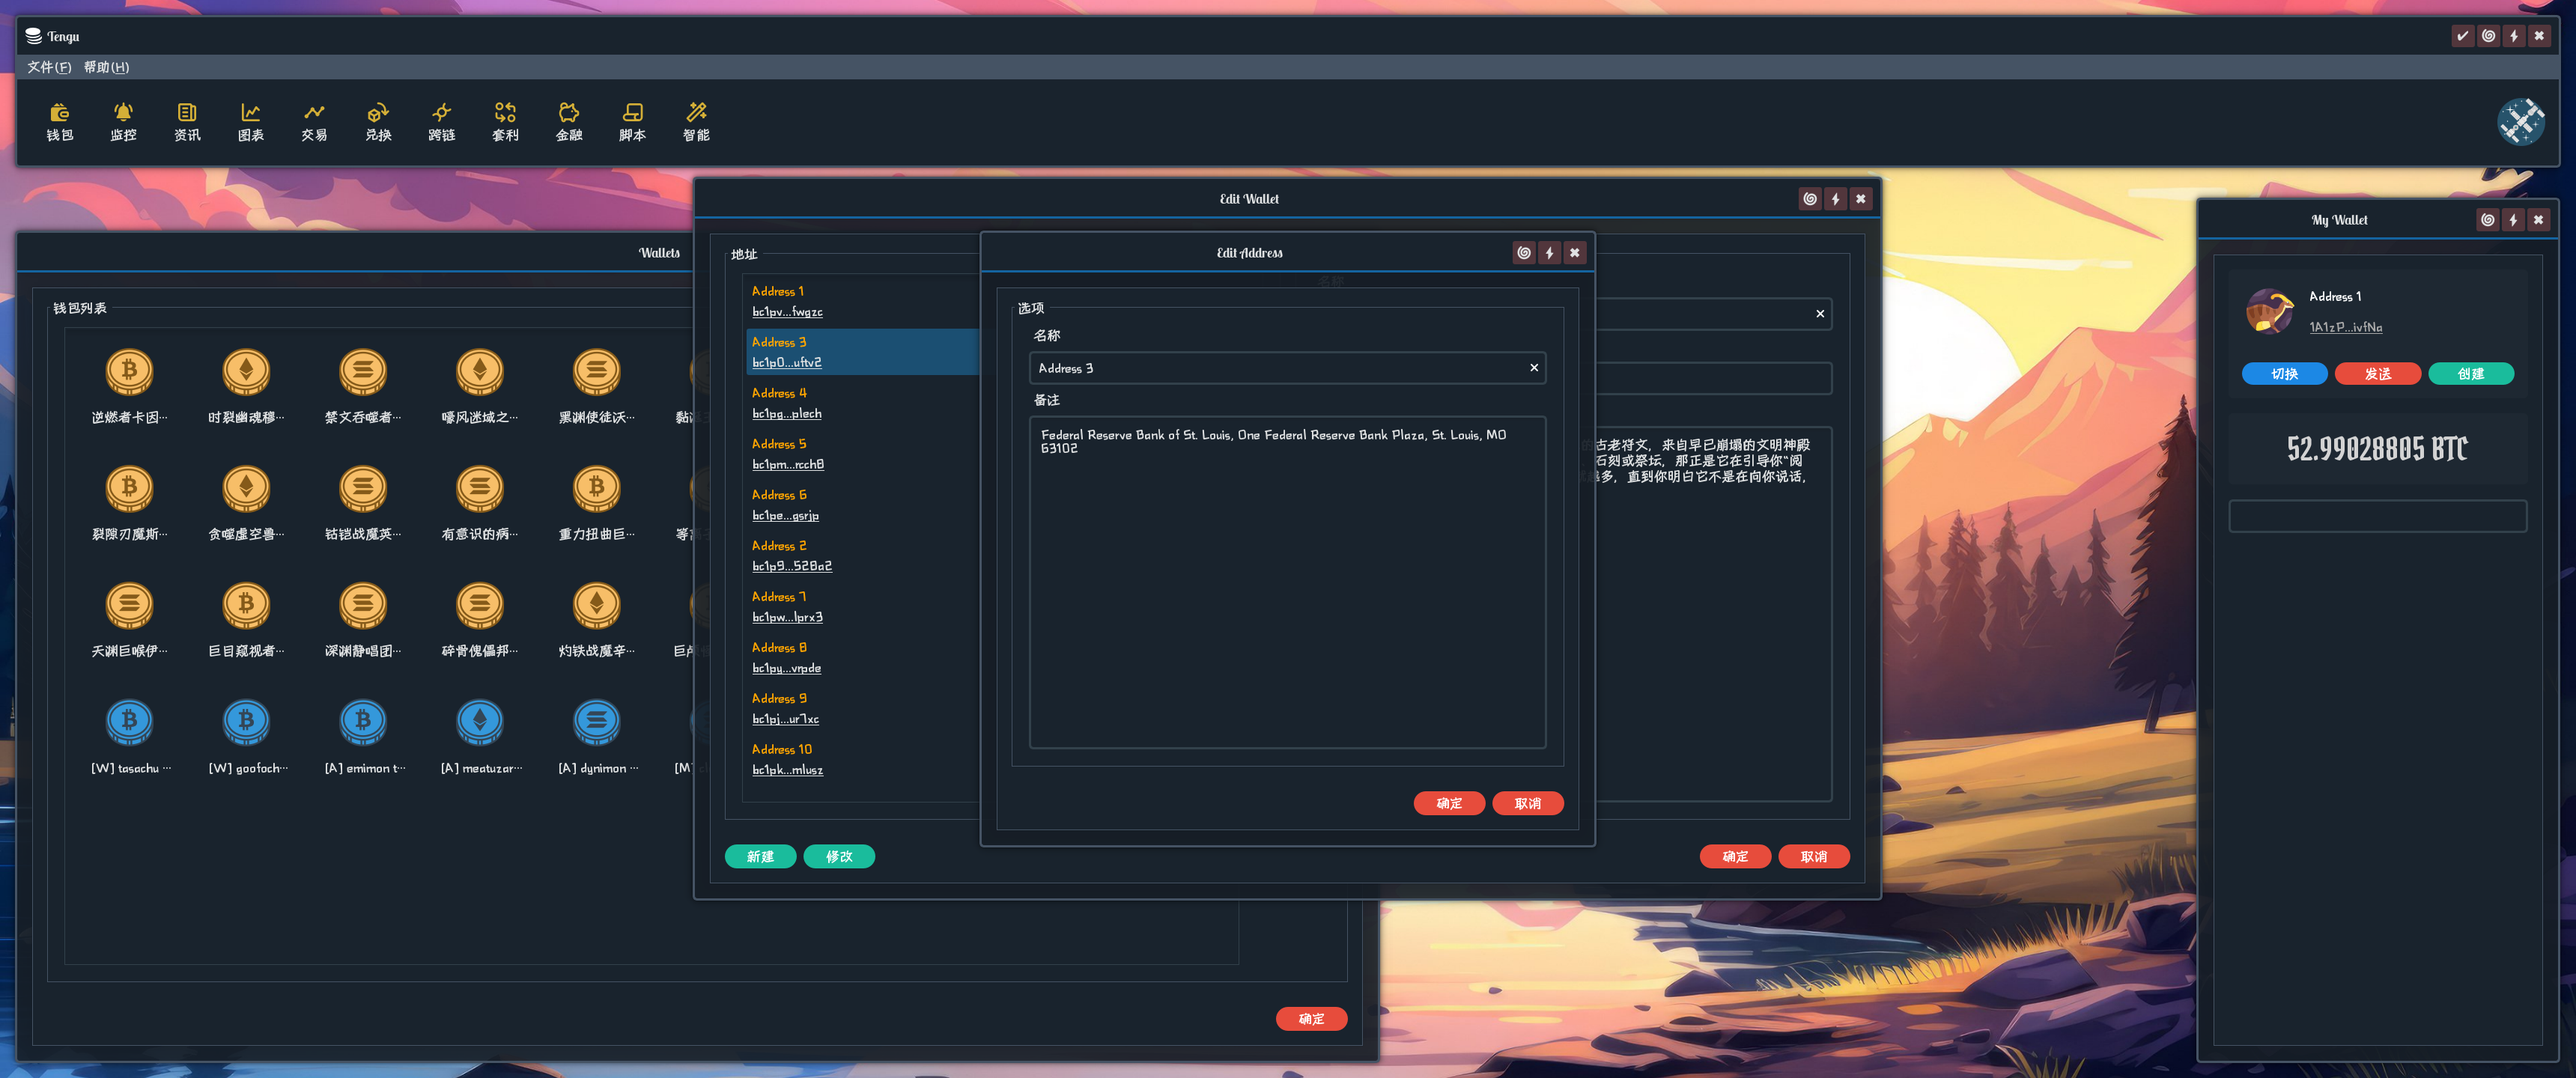 Tengu
文件(F) 帮助(H)
钱包 监控 资讯 图表 交易 兑换 跨链 套利 金融 脚本 智能
Wallets
钱包列表
逆燃者卡因… 时裂幽魂穆… 禁文吞噬者… 嚎风迷域之… 黑渊使徒沃…
裂隙刃魔斯… 贪噬虚空兽… 钴铠战魔英… 有意识的病… 重力扭曲巨…
天渊巨喉伊… 巨目窥视者… 深渊静唱团… 碎骨傀儡邦… 灼铁战魔辛…
[W] tasachu … [W] goofoch… [A] emimon t… [A] meatuzar… [A] dynimon …
确定
Edit Wallet
地址
Address 1
bc1pv...fwgzc
Address 3
bc1p0...uftv2
Address 4
bc1pg...plech
Address 5
bc1pm...rcch8
Address 6
bc1pe...gsrjp
Address 2
bc1p9...528a2
Address 7
bc1pw...lprx3
Address 8
bc1py...vrpde
Address 9
bc1pj...ur7xc
Address 10
bc1pk...mlusz
新建 修改
名称
古老符文，来自早已崩塌的文明神殿
石刻或祭坛，那正是它在引导你“阅
多，直到你明白它不是在向你说话，
确定 取消
Edit Address
选项
名称
Address 3
备注
Federal Reserve Bank of St. Louis, One Federal Reserve Bank Plaza, St. Louis, MO
63102
确定 取消
My Wallet
Address 1
1A1zP...ivfNa
切换 发送 创建
52.99028805 BTC